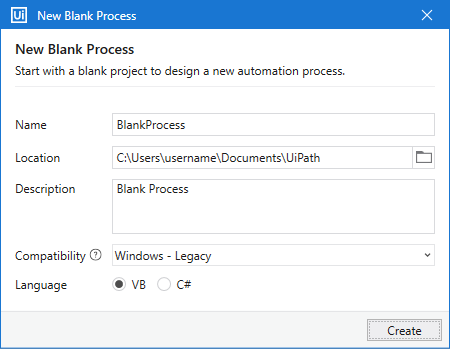 Ui New Blank Process
New Blank Process
Start with a blank project to design a new automation process.
Name BlankProcess
Location C:\Users\username\Documents\UiPath
Description Blank Process
Compatibility ? Windows - Legacy
Language VB C#
Create